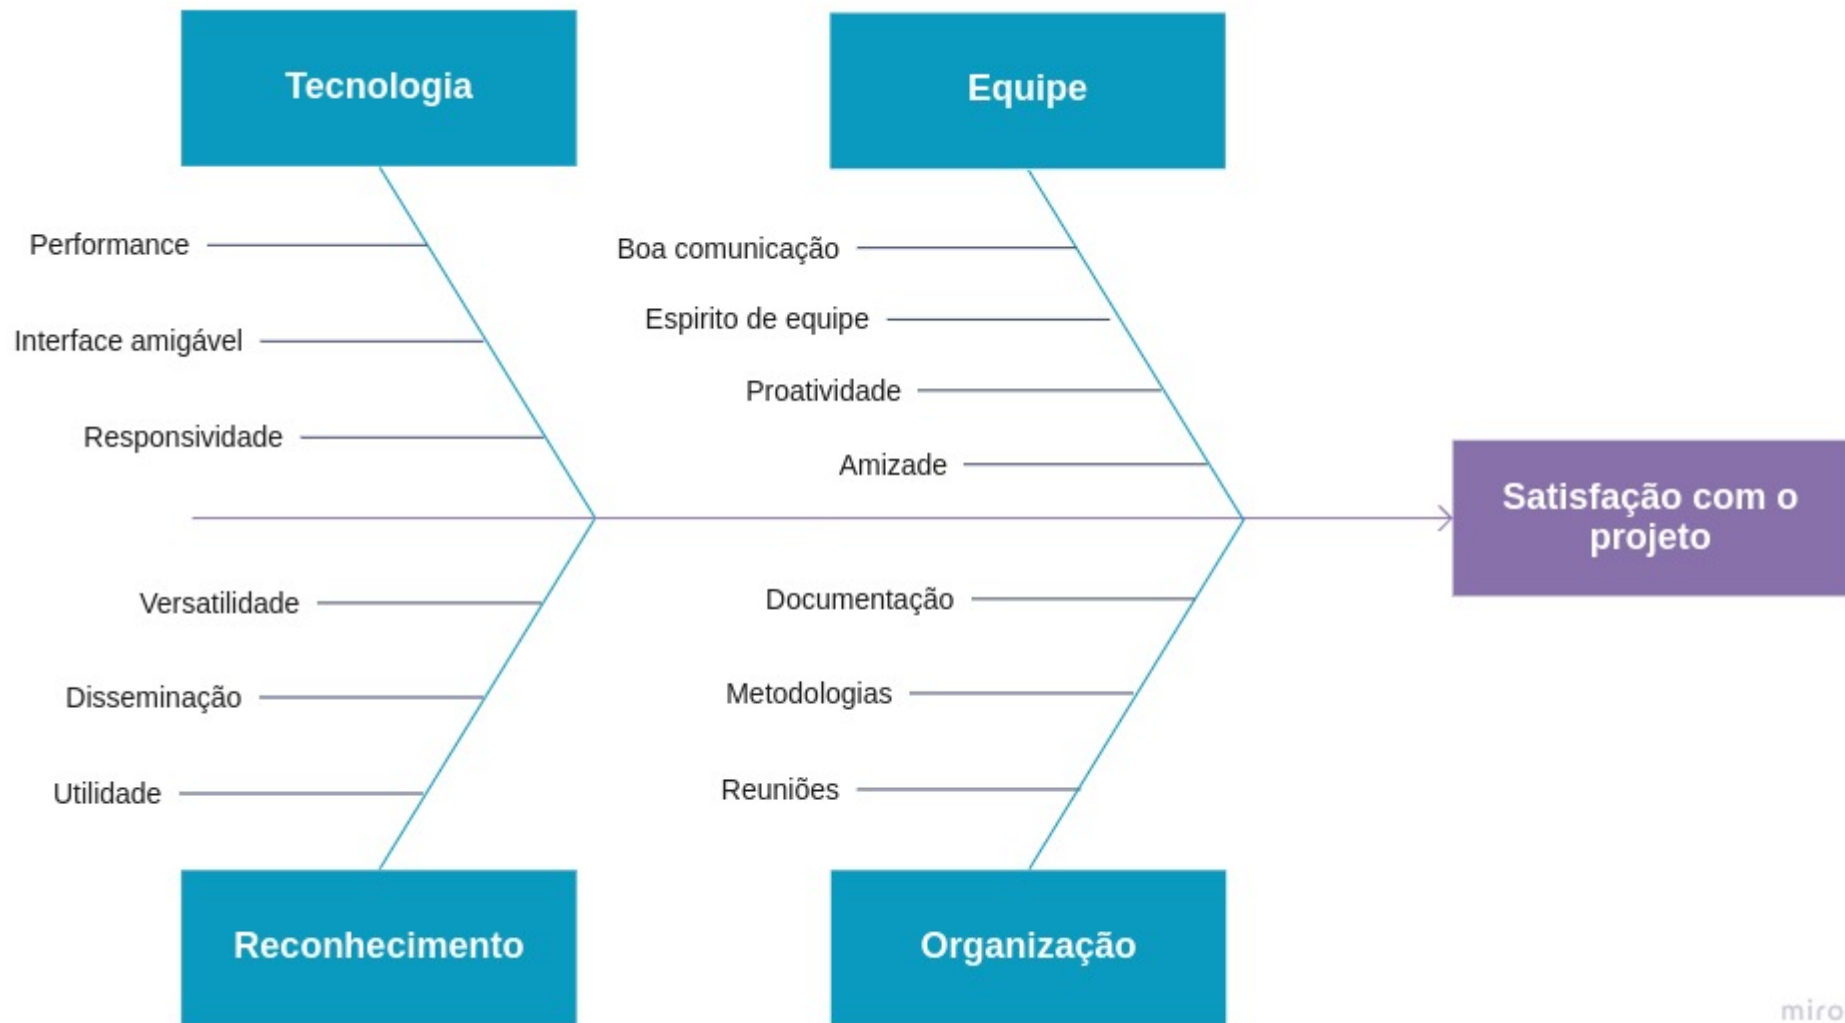 Tecnologia
Equipe
Performance
Interface amigável
Responsividade
Boa comunicação
Espirito de equipe
Proatividade
Amizade
Satisfação com o
projeto
Versatilidade
Disseminação
Utilidade
Documentação
Metodologias
Reuniões
Reconhecimento
Organização
miro